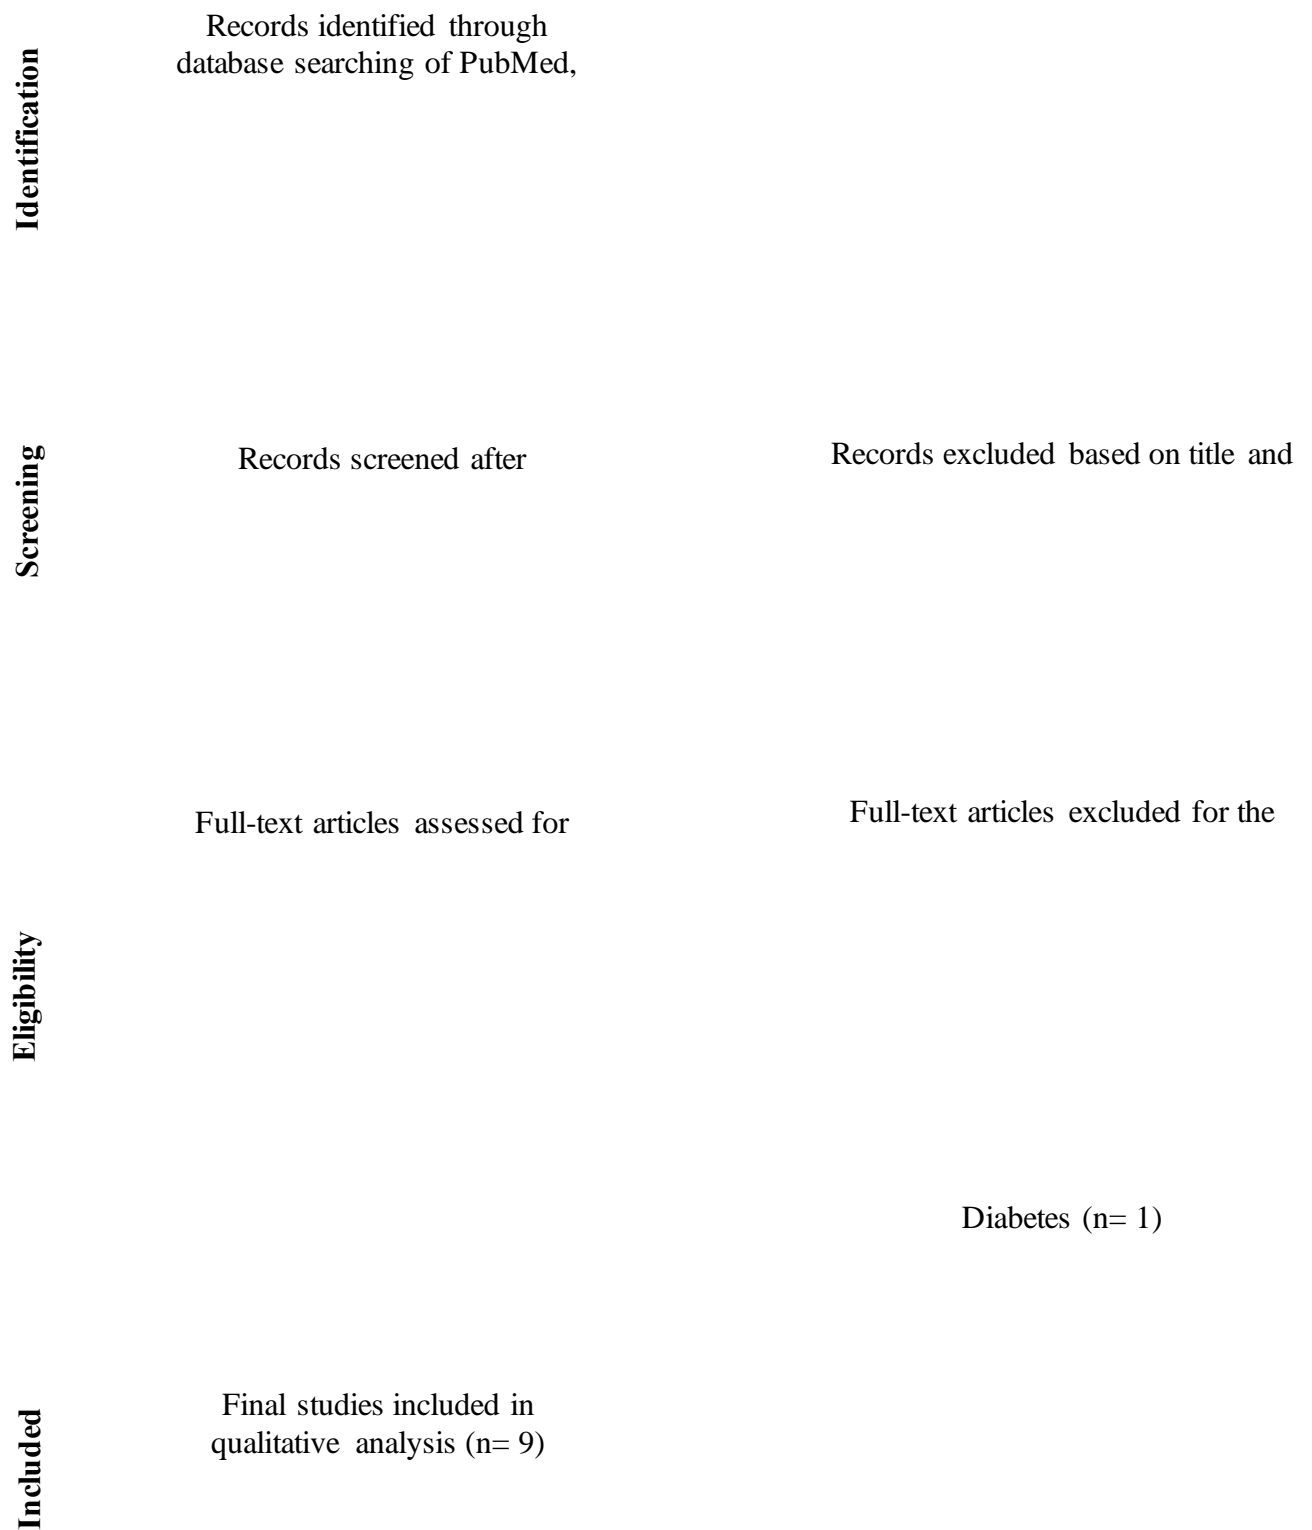 Identification
Records identified through
database searching of PubMed,
Screening
Records screened after
Records excluded based on title and
Full-text articles assessed for
Full-text articles excluded for the
Eligibility
Diabetes (n= 1)
Included
Final studies included in
qualitative analysis (n= 9)